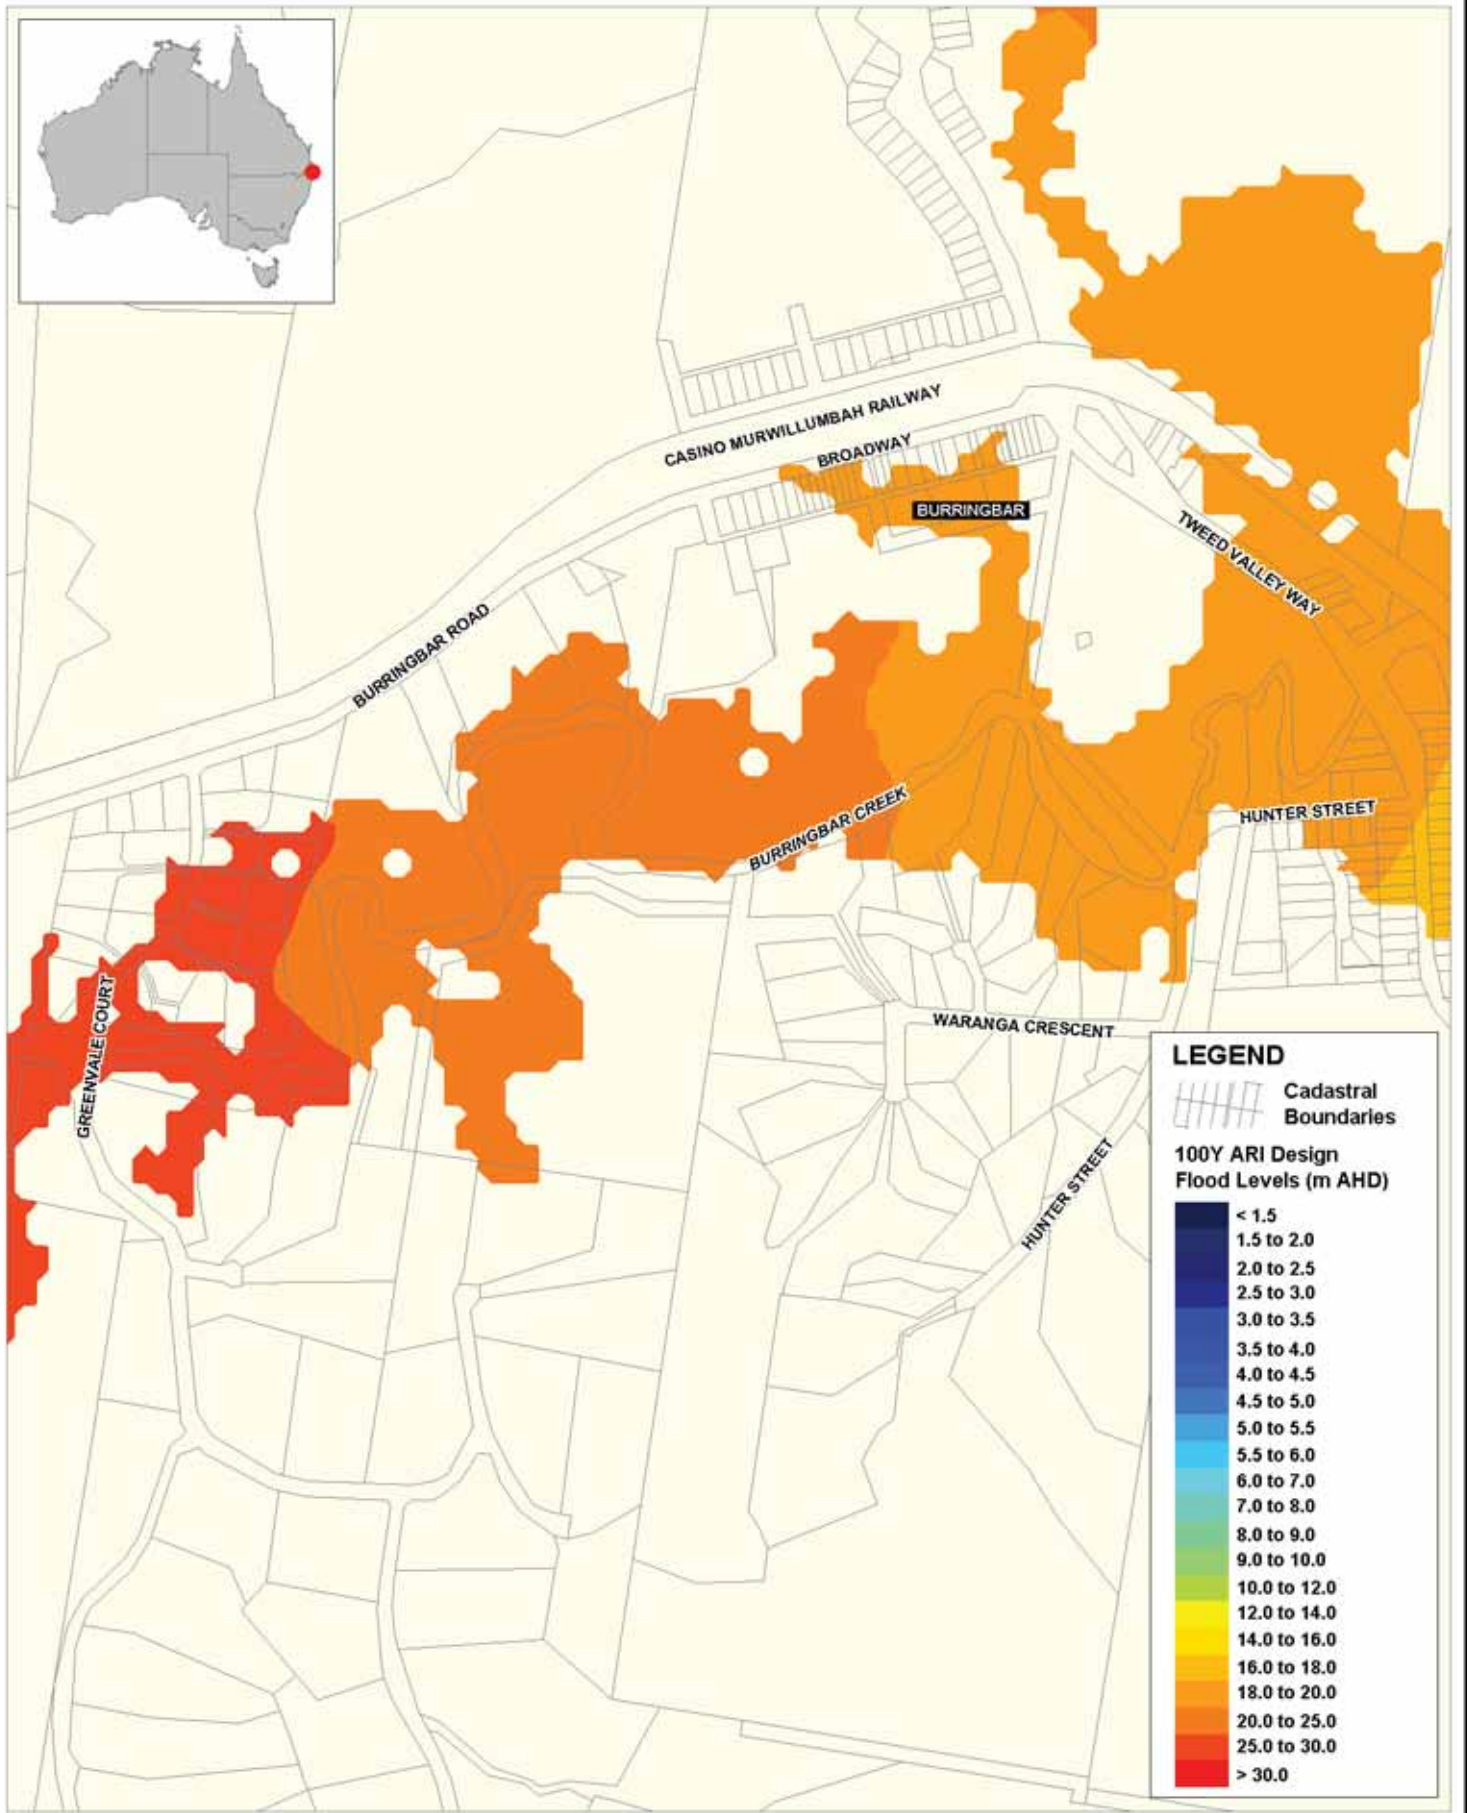 CASINO MURWILLUMBAH RAILWAY
BROADWAY
BURRINGBAR
TWEED VALLEY WAY
BURRINGBAR ROAD
BURRINGBAR CREEK
HUNTER STREET
GREENVALE COURT
WARANGA CRESCENT
HUNTER STREET
LEGEND
Cadastral
Boundaries
100Y ARI Design
Flood Levels (m AHD)
< 1.5
1.5 to 2.0
2.0 to 2.5
2.5 to 3.0
3.0 to 3.5
3.5 to 4.0
4.0 to 4.5
4.5 to 5.0
5.0 to 5.5
5.5 to 6.0
6.0 to 7.0
7.0 to 8.0
8.0 to 9.0
9.0 to 10.0
10.0 to 12.0
12.0 to 14.0
14.0 to 16.0
16.0 to 18.0
18.0 to 20.0
20.0 to 25.0
25.0 to 30.0
> 30.0